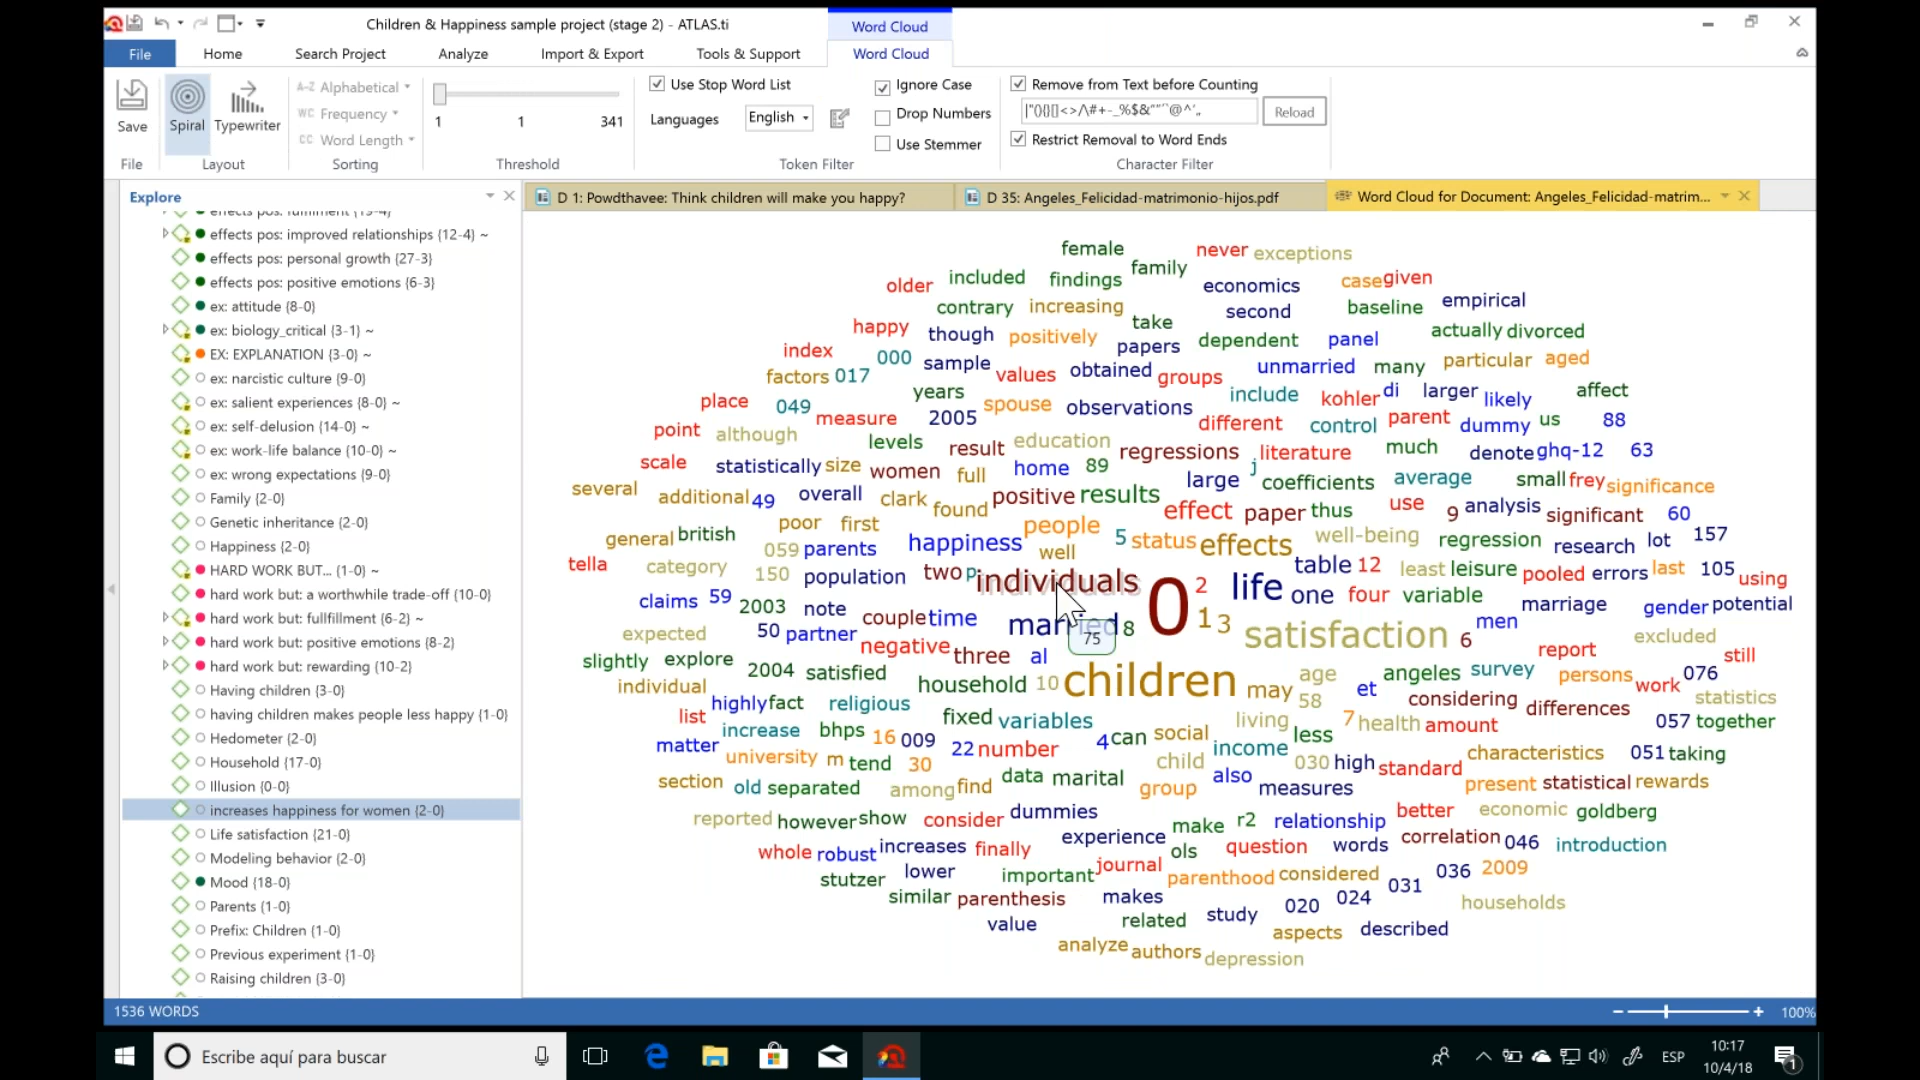 Children & Happiness sample project (stage 2) - ATLAS.ti
Word Cloud
File Home Search Project Analyze Import & Export Tools & Support Word Cloud
Save
File
Spiral
Typewriter
Layout
A-Z Alphabetical
WC Frequency
CC Word Length
Sorting
1 1 341
Threshold
Use Stop Word List
Languages English
Ignore Case
Drop Numbers
Use Stemmer
Token Filter
Remove from Text before Counting
Reload
Restrict Removal to Word Ends
Character Filter
Explore
D 1: Powdthavee: Think children will make you happy?
D 35: Angeles_Felicidad-matrimonio-hijos.pdf
Word Cloud for Document: Angeles_Felicidad-matrim...
effects pos: fulfillment {19-4}
effects pos: improved relationships {12-4} ~
effects pos: personal growth {27-3}
effects pos: positive emotions {6-3}
ex: attitude {8-0}
ex: biology_critical {3-1} ~
EX: EXPLANATION {3-0} ~
ex: narcistic culture {9-0}
ex: salient experiences {8-0} ~
ex: self-delusion {14-0} ~
ex: work-life balance {10-0} ~
ex: wrong expectations {9-0}
Family {2-0}
Genetic inheritance {2-0}
Happiness {2-0}
HARD WORK BUT... {1-0} ~
hard work but: a worthwhile trade-off {10-0}
hard work but: fullfillment {6-2} ~
hard work but: positive emotions {8-2}
hard work but: rewarding {10-2}
Having children {3-0}
having children makes people less happy {1-0}
Hedometer {2-0}
Household {17-0}
Illusion {0-0}
increases happiness for women {2-0}
Life satisfaction {21-0}
Modeling behavior {2-0}
Mood {18-0}
Parents {1-0}
Prefix: Children {1-0}
Previous experiment {1-0}
Raising children {3-0}
female never exceptions
older included findings family economics case given
contrary increasing second baseline empirical
happy though positively take papers dependent panel actually divorced
index 000 sample values obtained groups unmarried many particular aged
factors 017 years spouse observations include kohler di larger likely affect
place 049 measure 2005 different control parent dummy us 88
point although levels result education regressions literature much denote ghq-12 63
scale statistically size women full home 89 large j coefficients average small frey significance
several additional 49 overall clark found positive results effect paper thus use 9 analysis significant 60
general british poor first people 5 status effects well-being regression research lot 157
tella category 059 parents happiness well table 12 least leisure pooled errors last 105 using
150 population two p individuals 0 2 life one four variable marriage gender potential
claims 59 2003 note couple time married 8 1 3 satisfaction 6 men excluded
75
expected 50 partner negative three al report still
slightly explore 2004 satisfied household 10 children may age 58 et angeles survey persons work 076
individual highly fact religious fixed variables living 7 health amount considering differences statistics
list increase bhps 16 009 22 number 4 can social income less 057 together
matter university m tend 30 data marital child also 030 high standard characteristics 051 taking
section old separated among find group measures present statistical rewards
reported however show consider dummies experience make r2 relationship better economic goldberg
whole robust increases finally journal ols question words correlation 046 introduction
stutzer lower important parenthood considered 031 036 2009
similar parenthesis makes related study 020 024 households
value analyze authors depression aspects described
1536 WORDS
100%
Escribe aquí para buscar
ESP
10:17
10/4/18
1